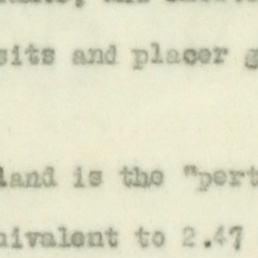 sits and placer g
land is the "pert
uivalent to 2.47